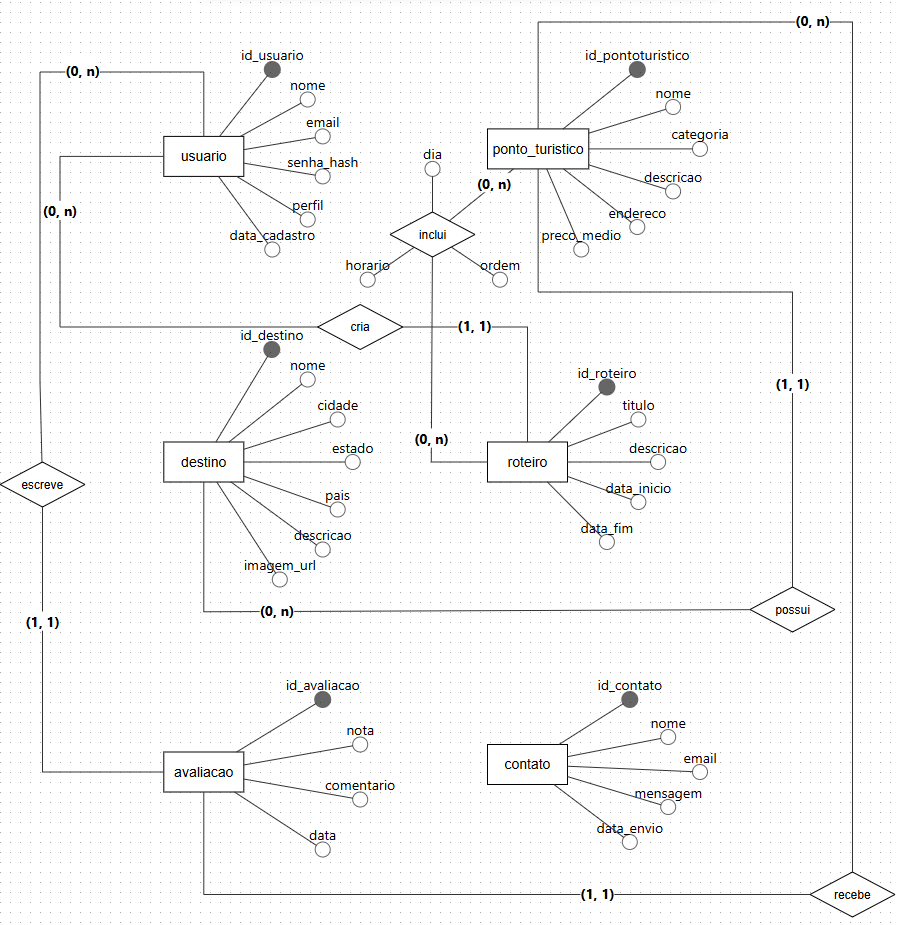 (0, n)
id_usuario
id_pontoturistico
(0, n)
nome
nome
email
categoria
usuario
ponto_turistico
dia
senha_hash
descricao
(0, n)
(0, n)
perfil
endereco
data_cadastro
inclui
preco_medio
horario
ordem
cria
(1, 1)
id_destino
nome
id_roteiro
(1, 1)
cidade
titulo
(0, n)
estado
descricao
destino
roteiro
escreve
pais
data_inicio
descricao
data_fim
imagem_url
(0, n)
possui
(1, 1)
id_avaliacao
id_contato
nota
nome
email
avaliacao
contato
comentario
mensagem
data
data_envio
(1, 1)
recebe